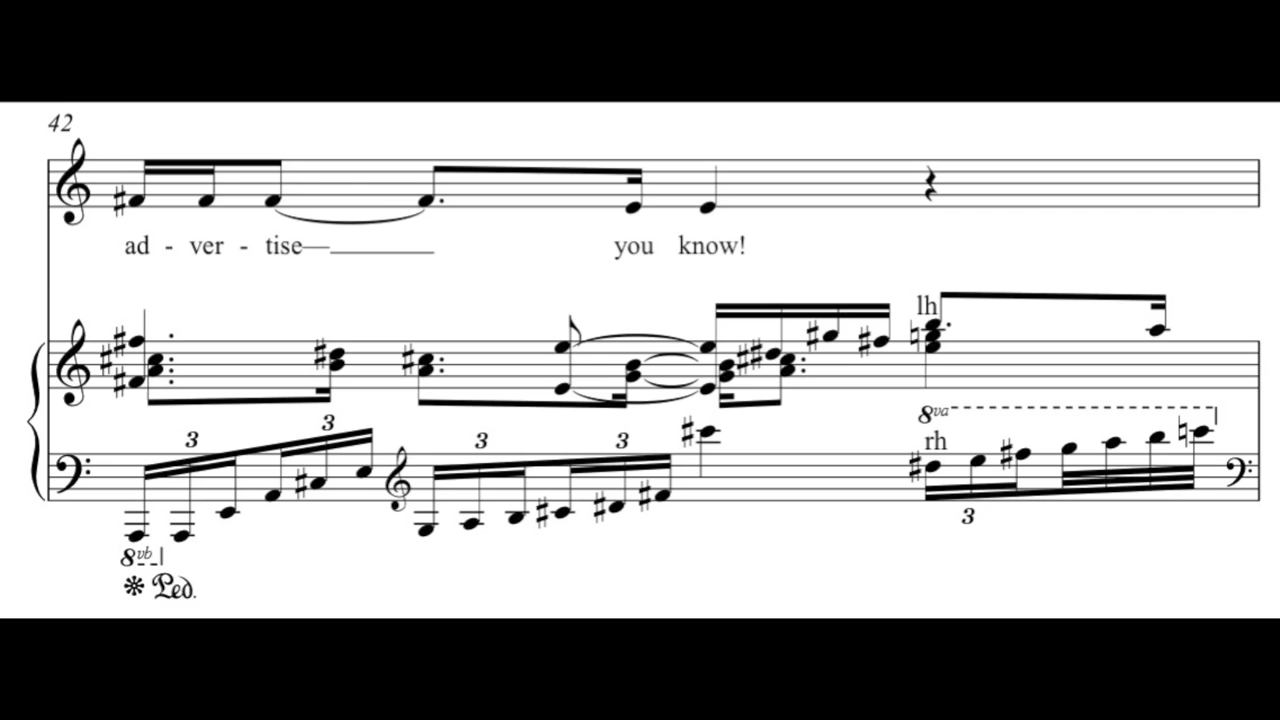 42
ad - ver - tise you know!
lh
3 3 3 3
8va
rh
3
8vb
Ped.